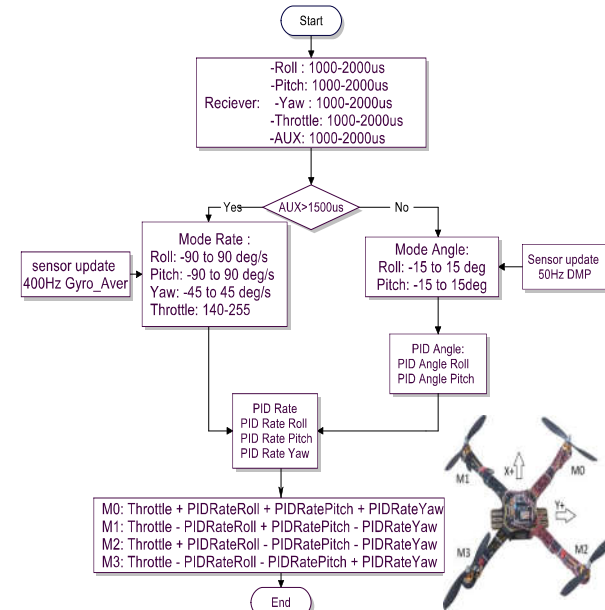 Start
-Roll : 1000-2000us
-Pitch: 1000-2000us
Reciever: -Yaw : 1000-2000us
-Throttle: 1000-2000us
-AUX: 1000-2000us
AUX>1500us
Yes
No
Mode Rate :
Roll: -90 to 90 deg/s
Pitch: -90 to 90 deg/s
Yaw: -45 to 45 deg/s
Throttle: 140-255
sensor update
400Hz Gyro_Aver
Mode Angle:
Roll: -15 to 15 deg
Pitch: -15 to 15deg
Sensor update
50Hz DMP
PID Angle:
PID Angle Roll
PID Angle Pitch
PID Rate
PID Rate Roll
PID Rate Pitch
PID Rate Yaw
M0: Throttle + PIDRateRoll + PIDRatePitch + PIDRateYaw
M1: Throttle - PIDRateRoll + PIDRatePitch - PIDRateYaw
M2: Throttle + PIDRateRoll - PIDRatePitch - PIDRateYaw
M3: Throttle - PIDRateRoll - PIDRatePitch + PIDRateYaw
End
M1
X+
M0
Y+
M3
M2